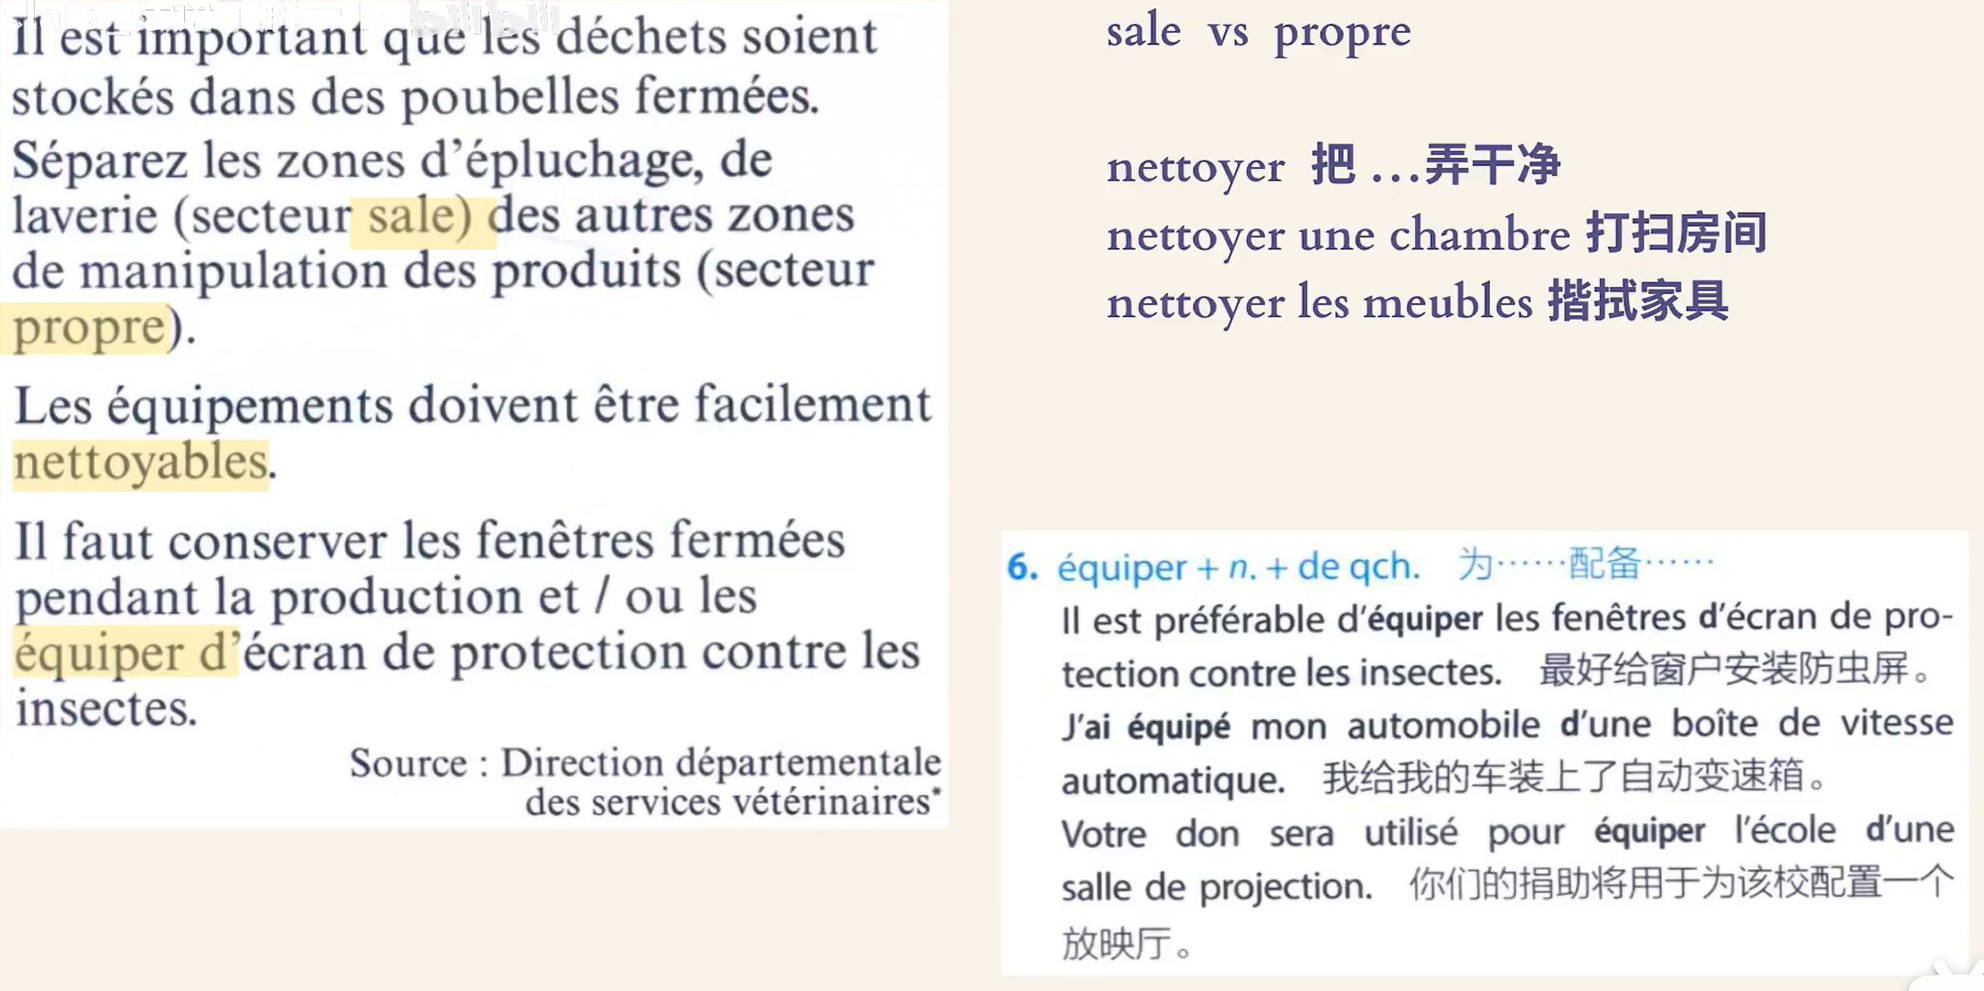 Il est important que les déchets soient
stockés dans des poubelles fermées.
Séparez les zones d'épluchage, de
laverie (secteur sale) des autres zones
de manipulation des produits (secteur
propre).
Les équipements doivent être facilement
nettoyables.
Il faut conserver les fenêtres fermées
pendant la production et / ou les
équiper d'écran de protection contre les
insectes.
Source : Direction départementale
des services vétérinaires*
sale vs propre
nettoyer 把 ...弄干净
nettoyer une chambre 打扫房间
nettoyer les meubles 揩拭家具
6. équiper + n. + de qch. 为……配备……
Il est préférable d'équiper les fenêtres d'écran de pro-
tection contre les insectes. 最好给窗户安装防虫屏。
J'ai équipé mon automobile d'une boîte de vitesse
automatique. 我给我的车装上了自动变速箱。
Votre don sera utilisé pour équiper l'école d'une
salle de projection. 你们的捐助将用于为该校配置一个
放映厅。